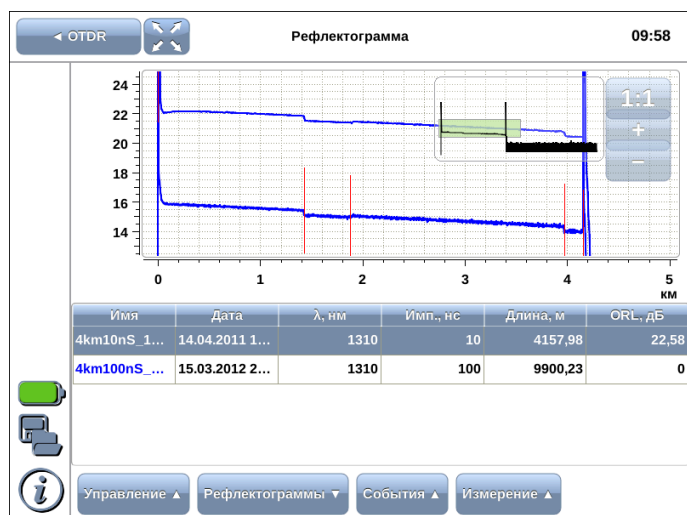 ◄ OTDR Рефлектограмма 09:58
24
22
20
18
16
14
1:1
+
−
0 1 2 3 4 5
км
Имя Дата λ, нм Имп., нс Длина, м ORL, дБ
4km10nS_1... 14.04.2011 1... 1310 10 4157,98 22,58
4km100nS_... 15.03.2012 2... 1310 100 9900,23 0
i
Управление ▲ Рефлектограммы ▼ События ▲ Измерение ▲